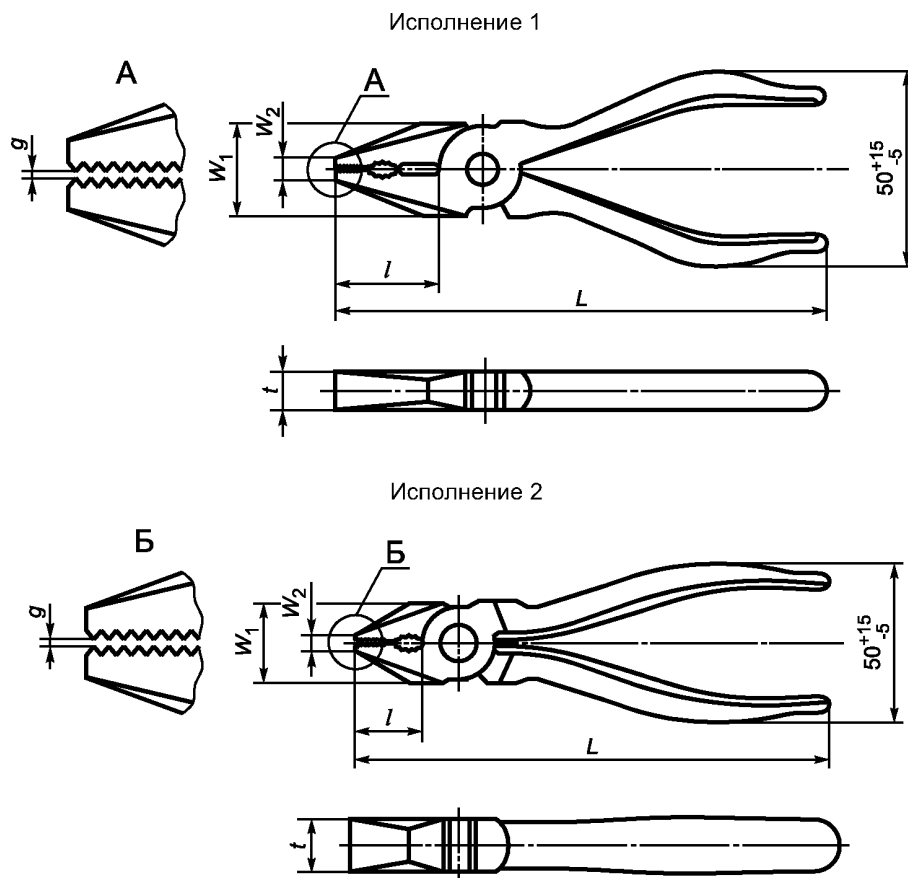 Исполнение 1
А
А
g
W1
W2
50+15-5
l
L
t
Исполнение 2
Б
Б
g
W1
W2
50+15-5
l
L
t